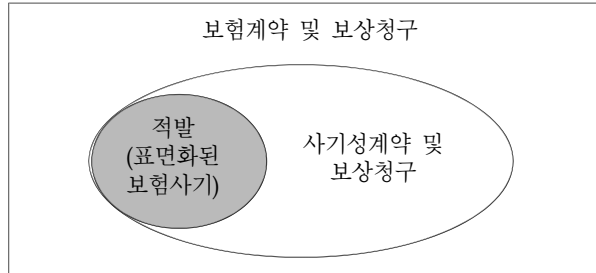 보험계약 및 보상청구
적발
(표면화된
보험사기)
사기성계약 및
보상청구